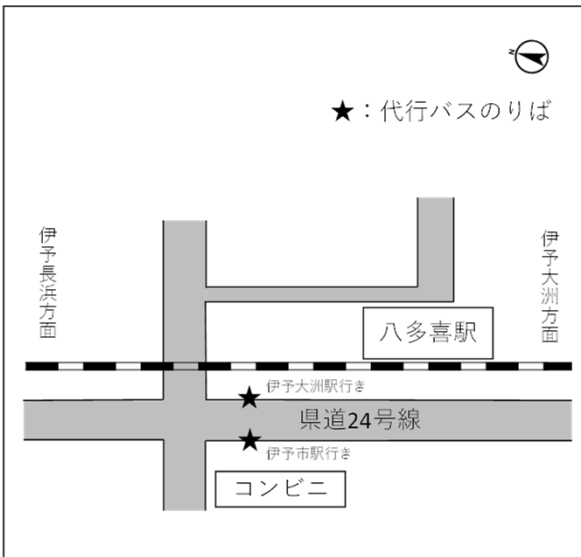 N
★：代行バスのりば
伊予長浜方面
伊予大洲方面
八多喜駅
伊予大洲駅行き
県道24号線
伊予市駅行き
コンビニ